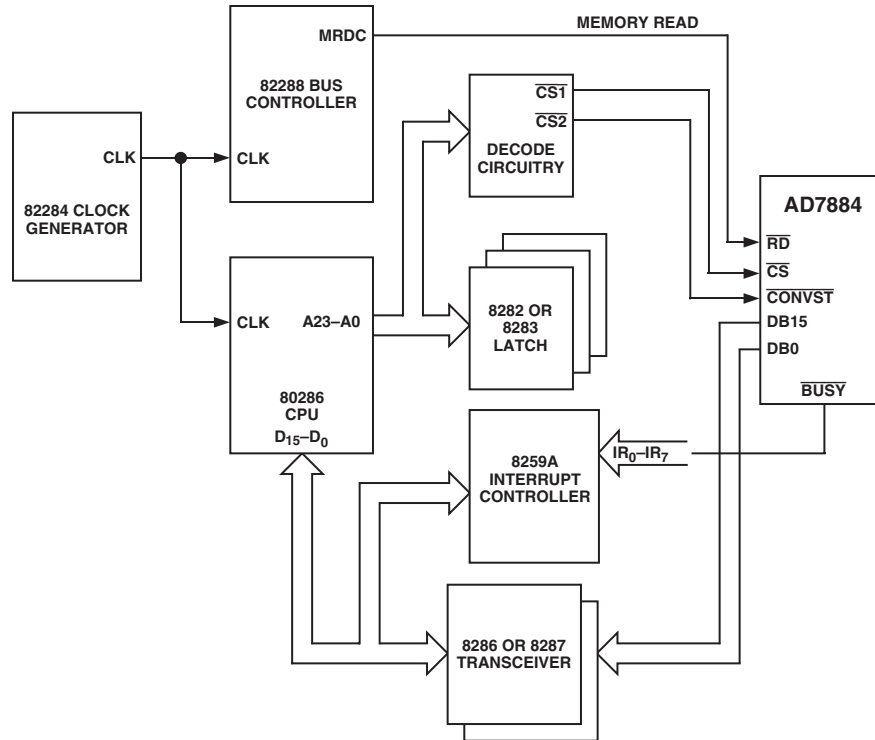 MEMORY READ
MRDC
82288 BUS
CONTROLLER
CLK
CS1
CS2
DECODE
CIRCUITRY
CLK
82284 CLOCK
GENERATOR
AD7884
RD
CS
CONVST
DB15
DB0
BUSY
CLK
A23–A0
80286
CPU
D15–D0
8282 OR
8283
LATCH
8259A
INTERRUPT
CONTROLLER
IR0–IR7
8286 OR 8287
TRANSCEIVER